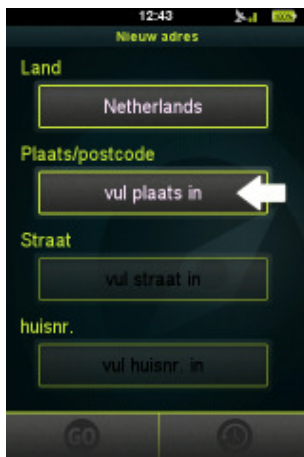 12:43
100%
Nieuw adres
Land
Netherlands
Plaats/postcode
vul plaats in
Straat
vul straat in
huisnr.
vul huisnr. in
GO